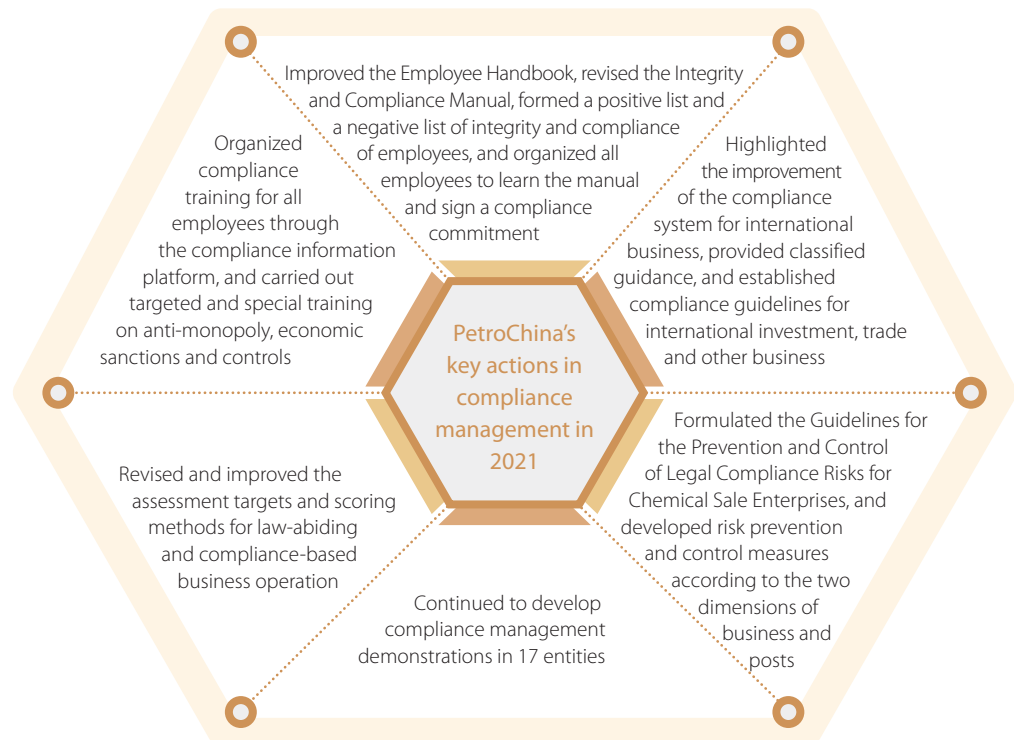 Improved the Employee Handbook, revised the Integrity
and Compliance Manual, formed a positive list and
a negative list of integrity and compliance
of employees, and organized all
employees to learn the manual
and sign a compliance
commitment
Organized
compliance
training for all
employees through
the compliance information
platform, and carried out
targeted and special training
on anti-monopoly, economic
sanctions and controls
Highlighted
the improvement
of the compliance
system for international
business, provided classified
guidance, and established
compliance guidelines for
international investment, trade
and other business
PetroChina’s
key actions in
compliance
management in
2021
Revised and improved the
assessment targets and scoring
methods for law-abiding
and compliance-based
business operation
Formulated the Guidelines for
the Prevention and Control
of Legal Compliance Risks for
Chemical Sale Enterprises, and
developed risk prevention
and control measures
according to the two
dimensions of
business and
posts
Continued to develop
compliance management
demonstrations in 17 entities